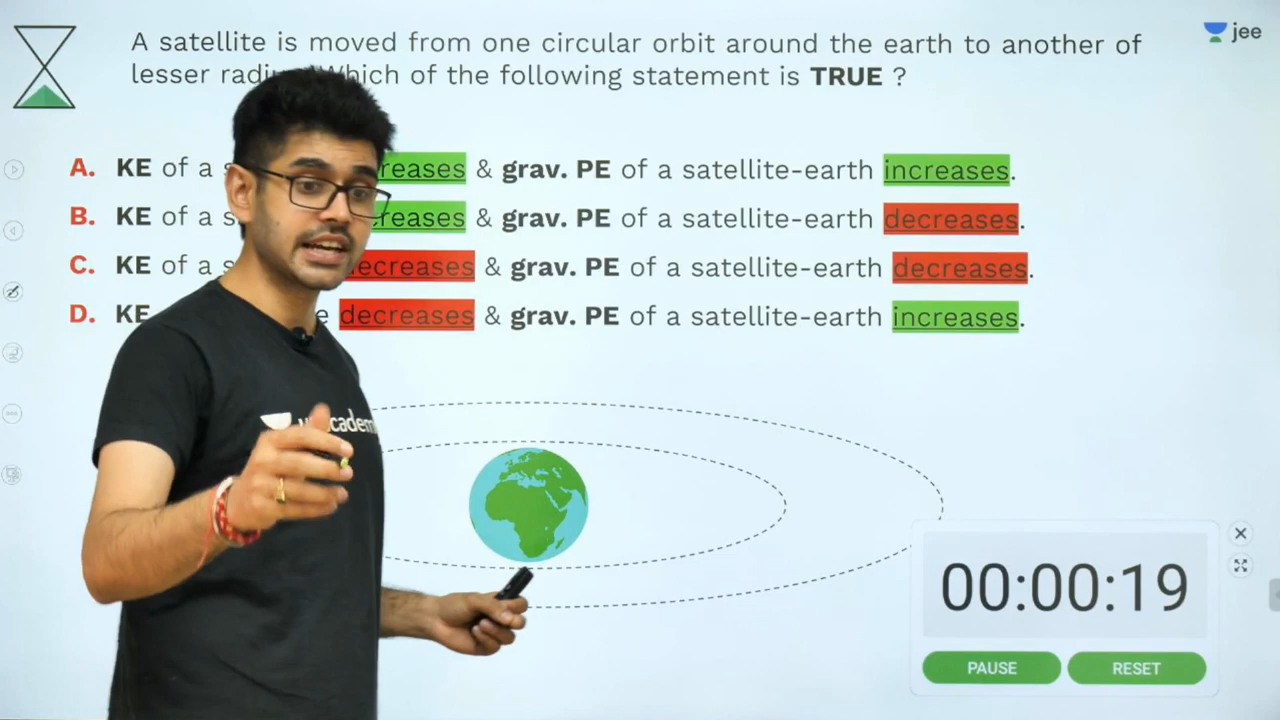 A satellite is moved from one circular orbit around the earth to another of
jee
lesser Which of the following statement is TRUE ?
A. KE of a & grav. PE of a satellite-earth increases.
B. KE of a & grav. PE of a satellite-earth decreases.
C. KE of a decreases & grav. PE of a satellite-earth decreases.
D. KE decreases & grav. PE of a satellite-earth increases.
00:00:19
PAUSE RESET